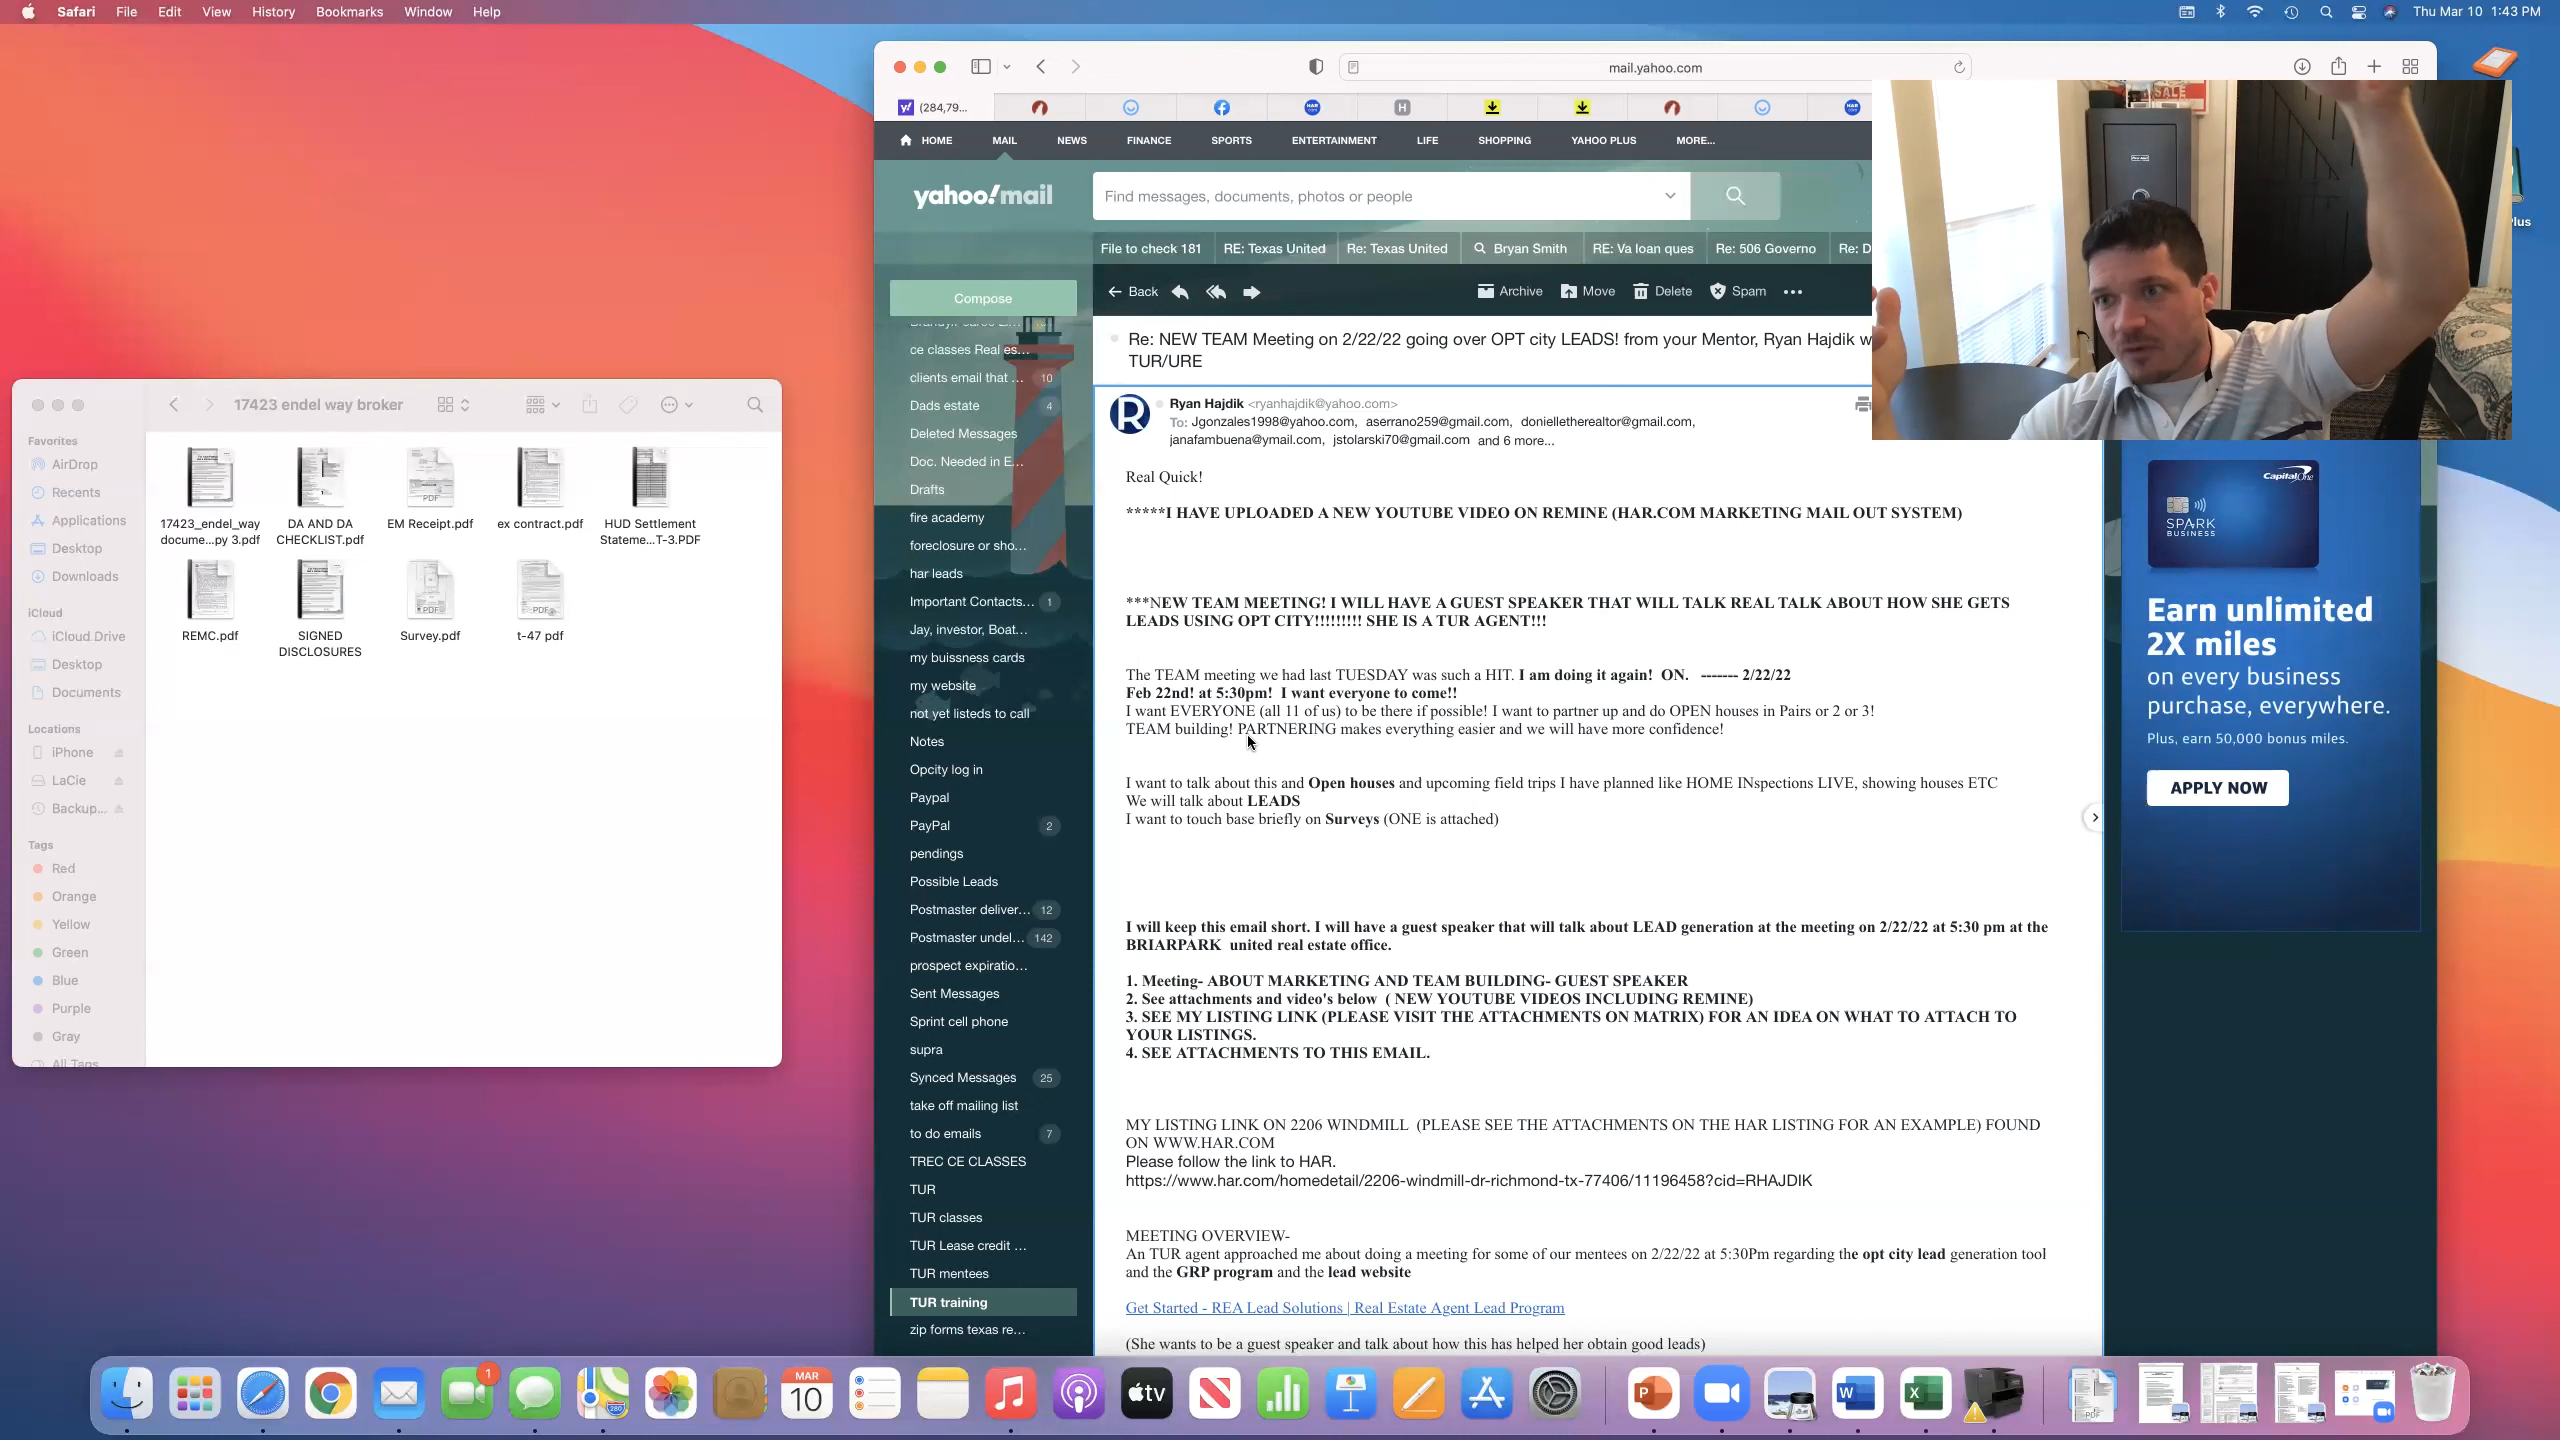 Safari File Edit View History Bookmarks Window Help
Thu Mar 10 1:43 PM
mail.yahoo.com
(284,79...
HOME MAIL NEWS FINANCE SPORTS ENTERTAINMENT LIFE SHOPPING YAHOO PLUS MORE...
yahoo!mail
Find messages, documents, photos or people
File to check 181 RE: Texas United Re: Texas United Bryan Smith RE: Va loan ques Re: 506 Governo Re: D
SALE
lus
Compose
Back Archive Move Delete Spam
Re: NEW TEAM Meeting on 2/22/22 going over OPT city LEADS! from your Mentor, Ryan Hajdik w
TUR/URE
Ryan Hajdik <ryanhajdik@yahoo.com>
To: Jgonzales1998@yahoo.com, aserrano259@gmail.com, donielletherealtor@gmail.com,
janafambuena@ymail.com, jstolarski70@gmail.com and 6 more...
Real Quick!
*****I HAVE UPLOADED A NEW YOUTUBE VIDEO ON REMINE (HAR.COM MARKETING MAIL OUT SYSTEM)
***NEW TEAM MEETING! I WILL HAVE A GUEST SPEAKER THAT WILL TALK REAL TALK ABOUT HOW SHE GETS
LEADS USING OPT CITY!!!!!!!!! SHE IS A TUR AGENT!!!
The TEAM meeting we had last TUESDAY was such a HIT. I am doing it again! ON. ------- 2/22/22
Feb 22nd! at 5:30pm! I want everyone to come!!
I want EVERYONE (all 11 of us) to be there if possible! I want to partner up and do OPEN houses in Pairs or 2 or 3!
TEAM building! PARTNERING makes everything easier and we will have more confidence!
I want to talk about this and Open houses and upcoming field trips I have planned like HOME INspections LIVE, showing houses ETC
We will talk about LEADS
I want to touch base briefly on Surveys (ONE is attached)
I will keep this email short. I will have a guest speaker that will talk about LEAD generation at the meeting on 2/22/22 at 5:30 pm at the
BRIARPARK united real estate office.
1. Meeting- ABOUT MARKETING AND TEAM BUILDING- GUEST SPEAKER
2. See attachments and video's below ( NEW YOUTUBE VIDEOS INCLUDING REMINE)
3. SEE MY LISTING LINK (PLEASE VISIT THE ATTACHMENTS ON MATRIX) FOR AN IDEA ON WHAT TO ATTACH TO
YOUR LISTINGS.
4. SEE ATTACHMENTS TO THIS EMAIL.
MY LISTING LINK ON 2206 WINDMILL (PLEASE SEE THE ATTACHMENTS ON THE HAR LISTING FOR AN EXAMPLE) FOUND
ON WWW.HAR.COM
Please follow the link to HAR.
https://www.har.com/homedetail/2206-windmill-dr-richmond-tx-77406/11196458?cid=RHAJDIK
MEETING OVERVIEW-
An TUR agent approached me about doing a meeting for some of our mentees on 2/22/22 at 5:30Pm regarding the opt city lead generation tool
and the GRP program and the lead website
Get Started - REA Lead Solutions | Real Estate Agent Lead Program
(She wants to be a guest speaker and talk about how this has helped her obtain good leads)
ce classes Real es...
clients email that ... 10
Dads estate 4
Deleted Messages
Doc. Needed in E...
Drafts
fire academy
foreclosure or sho...
har leads
Important Contacts... 1
Jay, investor, Boat...
my buissness cards
my website
not yet listeds to call
Notes
Opcity log in
Paypal
PayPal 2
pendings
Possible Leads
Postmaster deliver... 12
Postmaster undel... 142
prospect expiratio...
Sent Messages
Sprint cell phone
supra
Synced Messages 25
take off mailing list
to do emails 7
TREC CE CLASSES
TUR
TUR classes
TUR Lease credit ...
TUR mentees
TUR training
zip forms texas re...
17423 endel way broker
Favorites
AirDrop
Recents
Applications
Desktop
Downloads
iCloud
iCloud Drive
Desktop
Documents
Locations
iPhone
LaCie
Backup...
Tags
Red
Orange
Yellow
Green
Blue
Purple
Gray
All Tags
17423_endel_way
docume...py 3.pdf
DA AND DA
CHECKLIST.pdf
EM Receipt.pdf
ex contract.pdf
HUD Settlement
Stateme...T-3.PDF
REMC.pdf
SIGNED
DISCLOSURES
Survey.pdf
t-47 pdf
Capital One
SPARK
BUSINESS
Earn unlimited
2X miles
on every business
purchase, everywhere.
Plus, earn 50,000 bonus miles.
APPLY NOW
1
MAR
10
280
tv
P
W
X
PDF